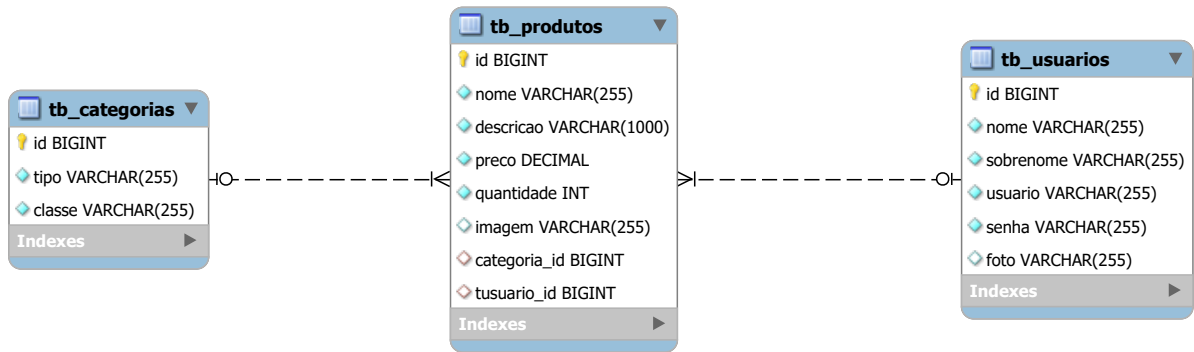 tb_categorias
id BIGINT
tipo VARCHAR(255)
classe VARCHAR(255)
Indexes
tb_produtos
id BIGINT
nome VARCHAR(255)
descricao VARCHAR(1000)
preco DECIMAL
quantidade INT
imagem VARCHAR(255)
categoria_id BIGINT
tusuario_id BIGINT
Indexes
tb_usuarios
id BIGINT
nome VARCHAR(255)
sobrenome VARCHAR(255)
usuario VARCHAR(255)
senha VARCHAR(255)
foto VARCHAR(255)
Indexes